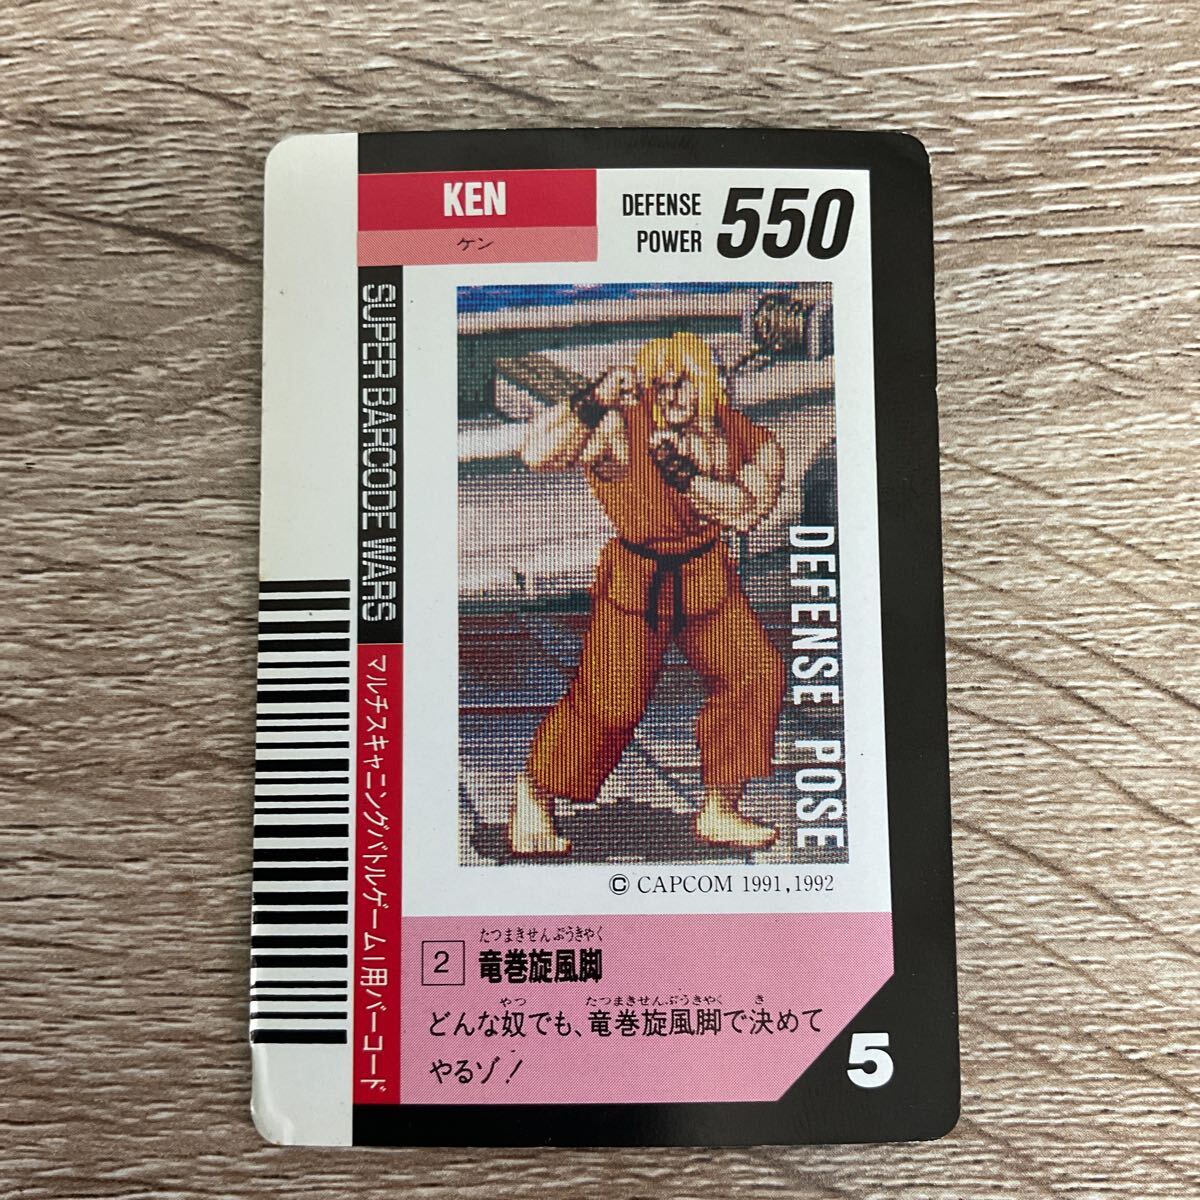 KEN
ケン
DEFENSE
POWER
550
SUPER BARCODE WARS
マルチスキャニングバトルゲーム用バーコード
DEFENSE POSE
© CAPCOM 1991,1992
たつまきせんぷうきゃく
2 竜巻旋風脚
やつ たつまきせんぷうきゃく き
どんな奴でも、竜巻旋風脚で決めて
やるゾ!
5